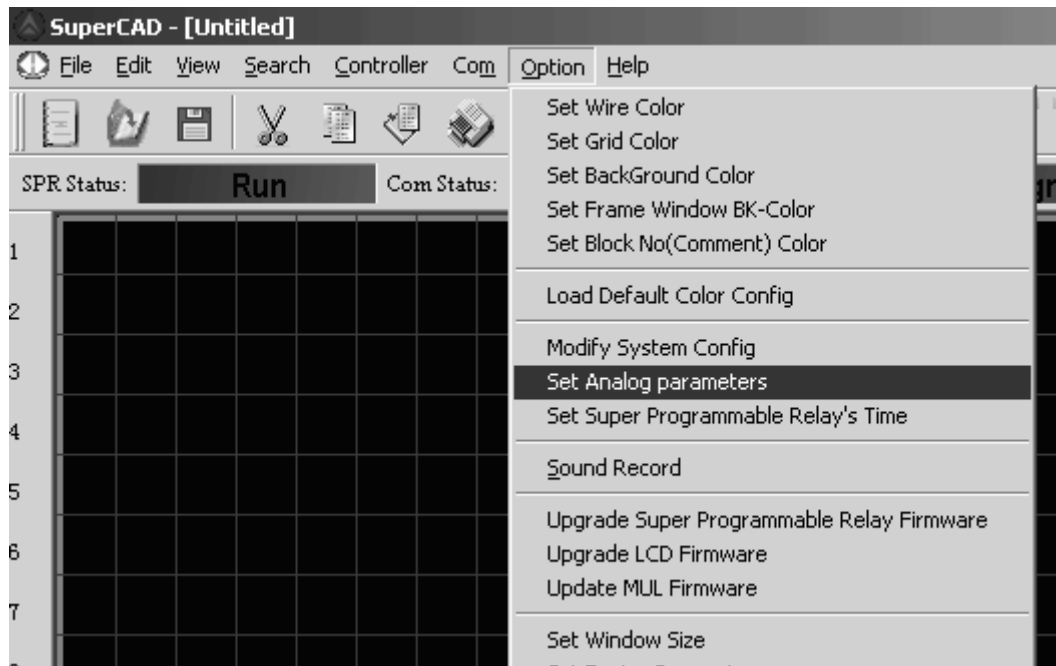 SuperCAD - [Untitled]
File Edit View Search Controller Com Option Help
Set Wire Color
Set Grid Color
Set BackGround Color
Set Frame Window BK-Color
Set Block No(Comment) Color
Load Default Color Config
Modify System Config
Set Analog parameters
Set Super Programmable Relay's Time
Sound Record
Upgrade Super Programmable Relay Firmware
Upgrade LCD Firmware
Update MUL Firmware
Set Window Size
SPR Status: Run Com Status:
1
2
3
4
5
6
7